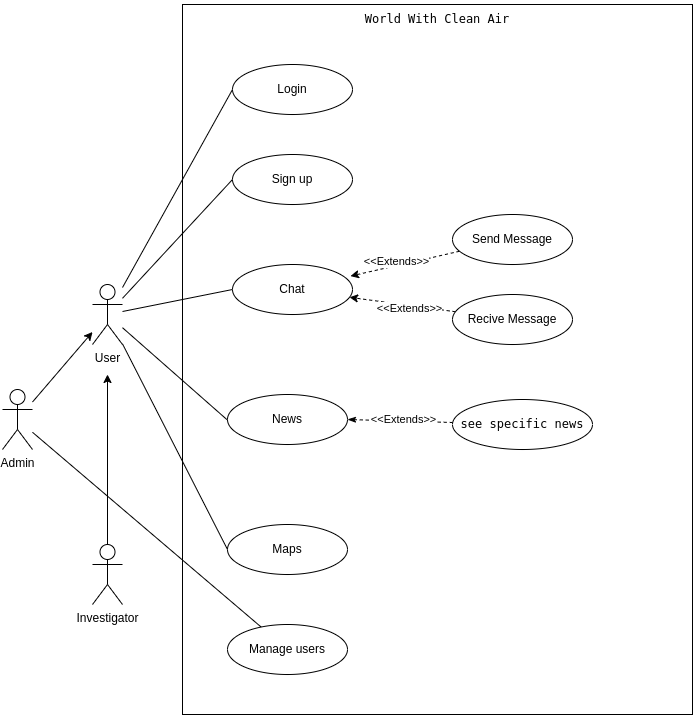 World With Clean Air
Login
Sign up
Send Message
<<Extends>>
Chat
<<Extends>>
Recive Message
User
News
<<Extends>>
see specific news
Admin
Maps
Investigator
Manage users